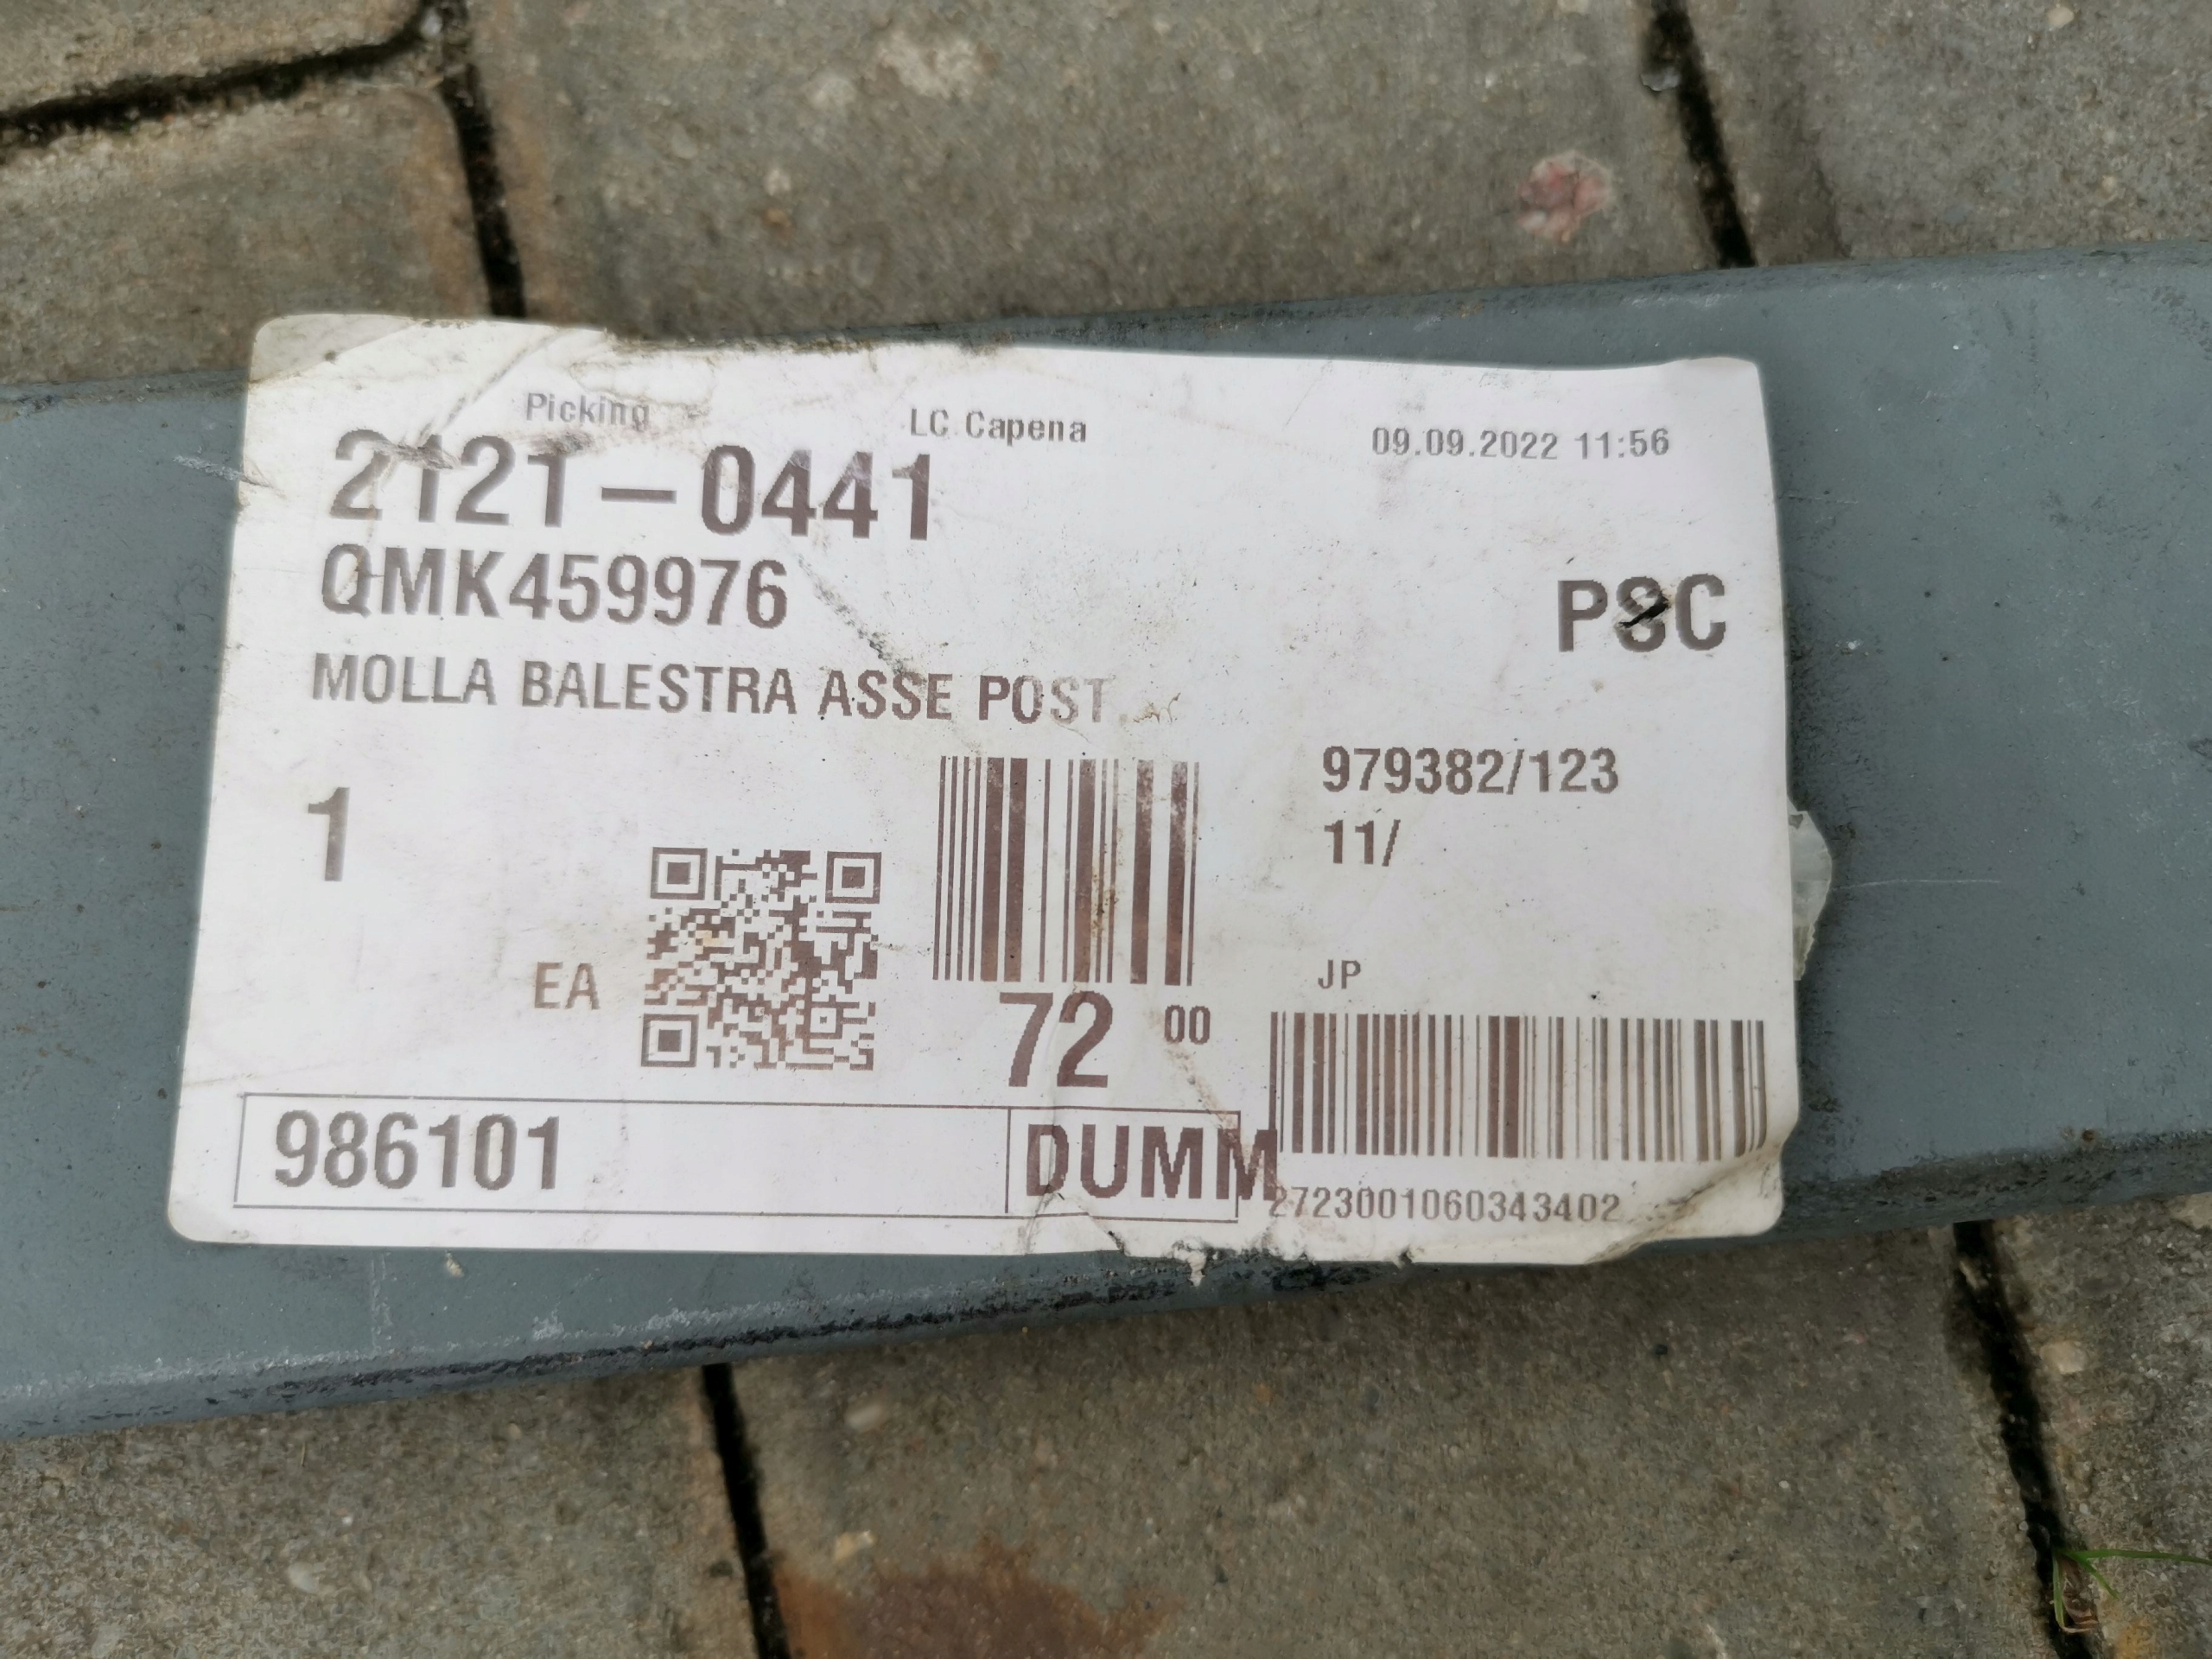 Picking LC Capena 09.09.2022 11:56
2121-0441
QMK459976 P8C
MOLLA BALESTRA ASSE POST.
979382/123
1 11/
EA JP
72 00
986101 DUMM
2723001060343402